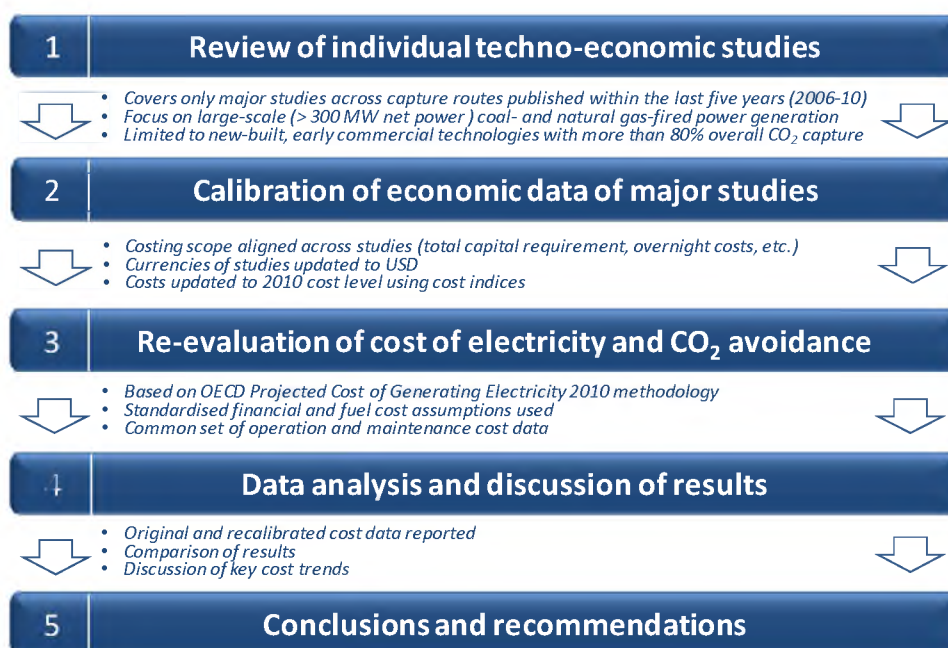 1 Review of individual techno-economic studies
• Covers only major studies across capture routes published within the last five years (2006-10)
• Focus on large-scale (> 300 MW net power) coal- and natural gas-fired power generation
• Limited to new-built, early commercial technologies with more than 80% overall CO₂ capture
2 Calibration of economic data of major studies
• Costing scope aligned across studies (total capital requirement, overnight costs, etc.)
• Currencies of studies updated to USD
• Costs updated to 2010 cost level using cost indices
3 Re-evaluation of cost of electricity and CO₂ avoidance
• Based on OECD Projected Cost of Generating Electricity 2010 methodology
• Standardised financial and fuel cost assumptions used
• Common set of operation and maintenance cost data
4 Data analysis and discussion of results
• Original and recalibrated cost data reported
• Comparison of results
• Discussion of key cost trends
5 Conclusions and recommendations